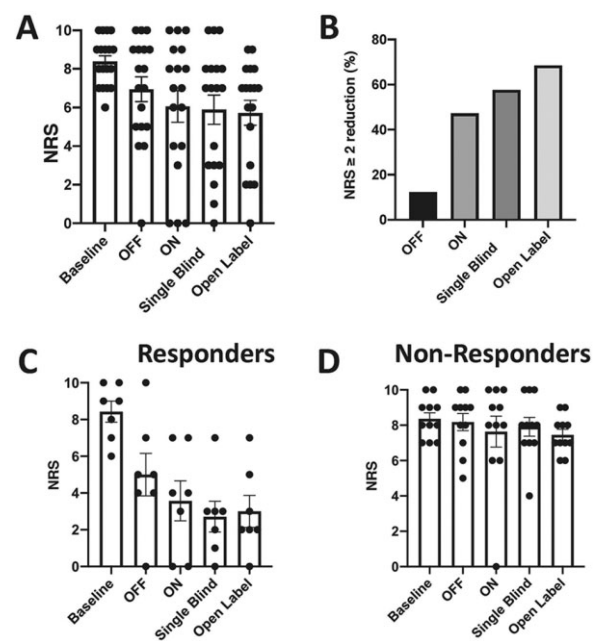 A
NRS
10
8
6
4
2
0
Baseline
OFF
ON
Single Blind
Open Label
B
NRS ≥ 2 reduction (%)
80
60
40
20
0
OFF
ON
Single Blind
Open Label
C
Responders
NRS
10
8
6
4
2
0
Baseline
OFF
ON
Single Blind
Open Label
D
Non-Responders
NRS
10
8
6
4
2
0
Baseline
OFF
ON
Single Blind
Open Label